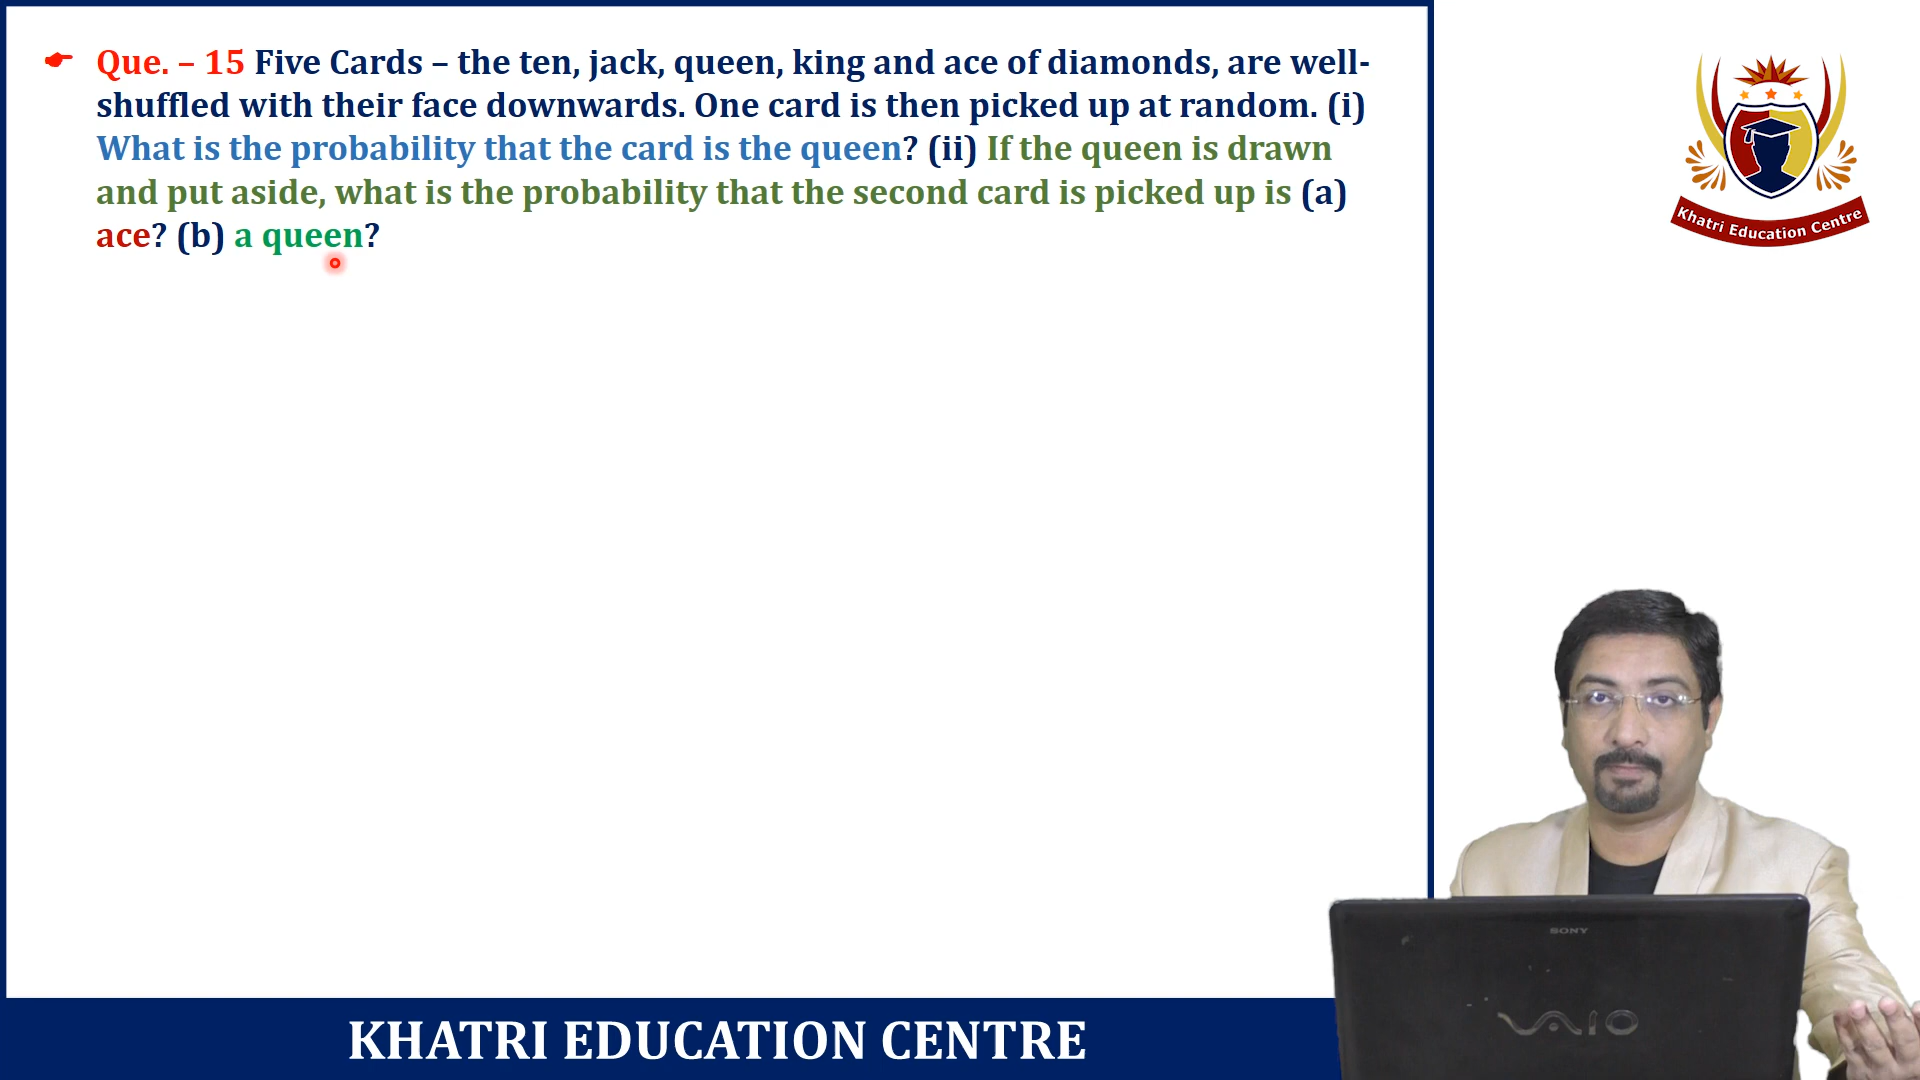 Que. – 15 Five Cards – the ten, jack, queen, king and ace of diamonds, are well-
shuffled with their face downwards. One card is then picked up at random. (i)
What is the probability that the card is the queen? (ii) If the queen is drawn
and put aside, what is the probability that the second card is picked up is (a)
ace? (b) a queen?
Khatri Education Centre
SONY
VAIO
KHATRI EDUCATION CENTRE